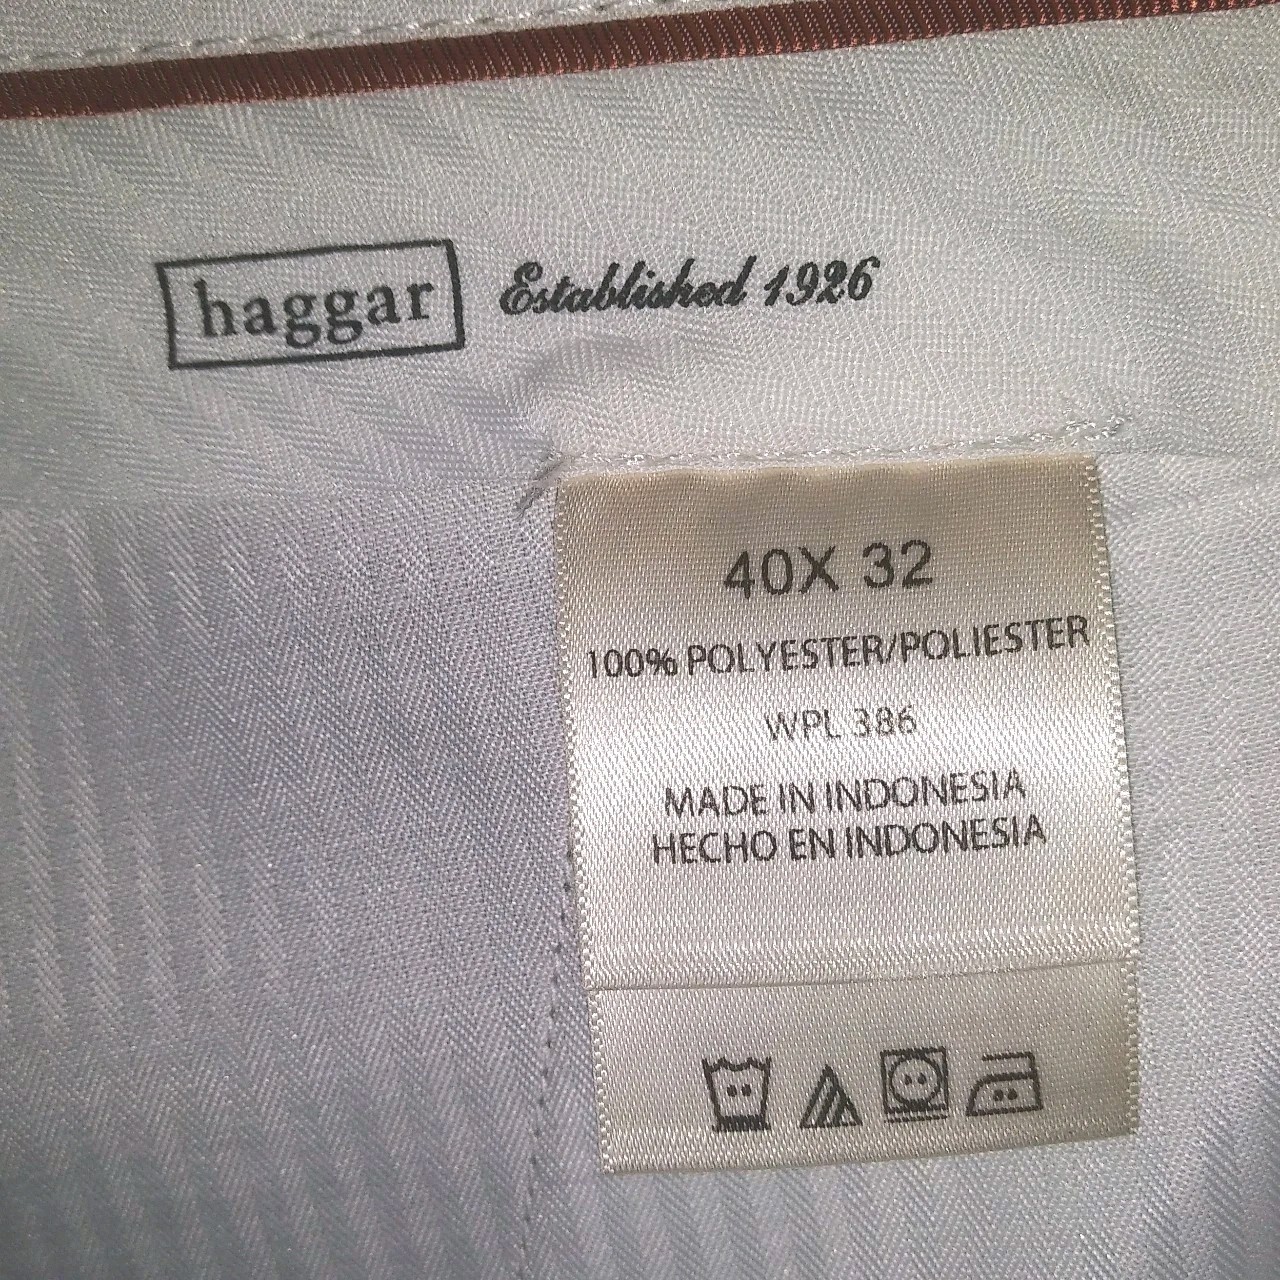 haggar Established 1926
40X 32
100% POLYESTER/POLIESTER
WPL 386
MADE IN INDONESIA
HECHO EN INDONESIA